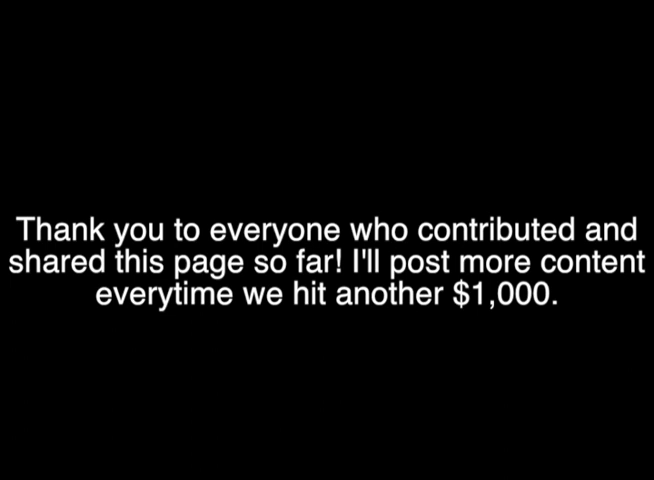 Thank you to everyone who contributed and
shared this page so far! I'll post more content
everytime we hit another $1,000.